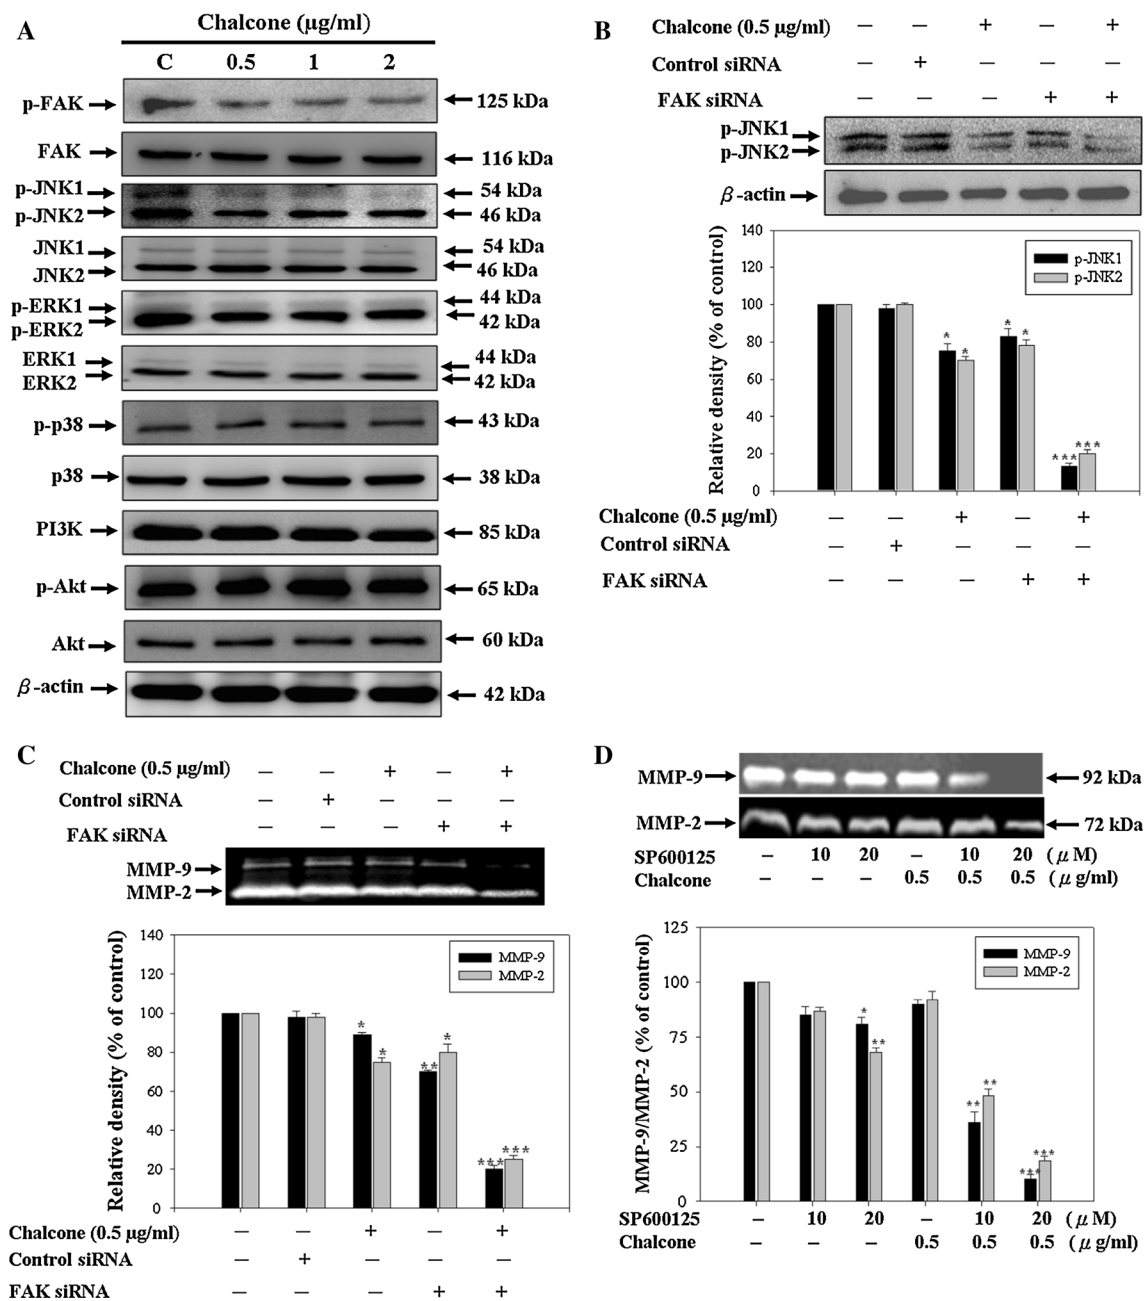 A
Chalcone (µg/ml)
C 0.5 1 2
p-FAK 125 kDa
FAK 116 kDa
p-JNK1 54 kDa
p-JNK2 46 kDa
JNK1 54 kDa
JNK2 46 kDa
p-ERK1 44 kDa
p-ERK2 42 kDa
ERK1 44 kDa
ERK2 42 kDa
p-p38 43 kDa
p38 38 kDa
PI3K 85 kDa
p-Akt 65 kDa
Akt 60 kDa
β-actin 42 kDa
B
Chalcone (0.5 µg/ml) – – + – +
Control siRNA – + – – –
FAK siRNA – – – + +
p-JNK1
p-JNK2
β-actin
Relative density (% of control)
140
120
100
80
60
40
20
0
p-JNK1
p-JNK2
* * * * *** ***
Chalcone (0.5 µg/ml) – – + – +
Control siRNA – + – – –
FAK siRNA – – – + +
C
Chalcone (0.5 µg/ml) – – + – +
Control siRNA – + – – –
FAK siRNA – – – + +
MMP-9
MMP-2
Relative density (% of control)
140
120
100
80
60
40
20
0
MMP-9
MMP-2
* * ** * *** ***
Chalcone (0.5 µg/ml) – – + – +
Control siRNA – + – – –
FAK siRNA – – – + +
D
MMP-9 92 kDa
MMP-2 72 kDa
SP600125 – 10 20 – 10 20 (µM)
Chalcone – – – 0.5 0.5 0.5 (µg/ml)
MMP-9/MMP-2 (% of control)
125
100
75
50
25
0
MMP-9
MMP-2
* ** ** ** *** ***
SP600125 – 10 20 – 10 20 (µM)
Chalcone – – – 0.5 0.5 0.5 (µg/ml)